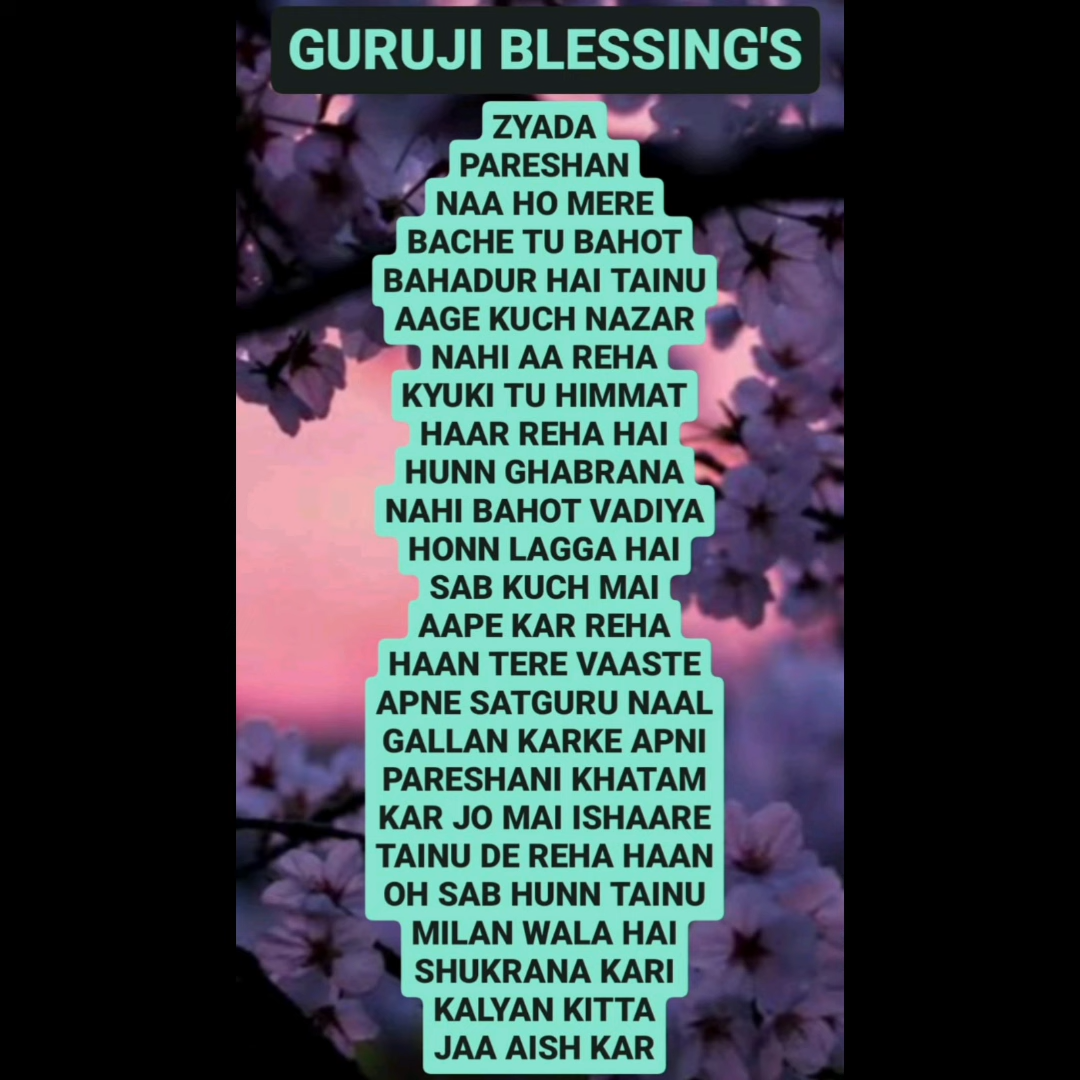 GURUJI BLESSING'S
ZYADA
PARESHAN
NAA HO MERE
BACHE TU BAHOT
BAHADUR HAI TAINU
AAGE KUCH NAZAR
NAHI AA REHA
KYUKI TU HIMMAT
HAAR REHA HAI
HUNN GHABRANA
NAHI BAHOT VADIYA
HONN LAGGA HAI
SAB KUCH MAI
AAPE KAR REHA
HAAN TERE VAASTE
APNE SATGURU NAAL
GALLAN KARKE APNI
PARESHANI KHATAM
KAR JO MAI ISHAARE
TAINU DE REHA HAAN
OH SAB HUNN TAINU
MILAN WALA HAI
SHUKRANA KARI
KALYAN KITTA
JAA AISH KAR